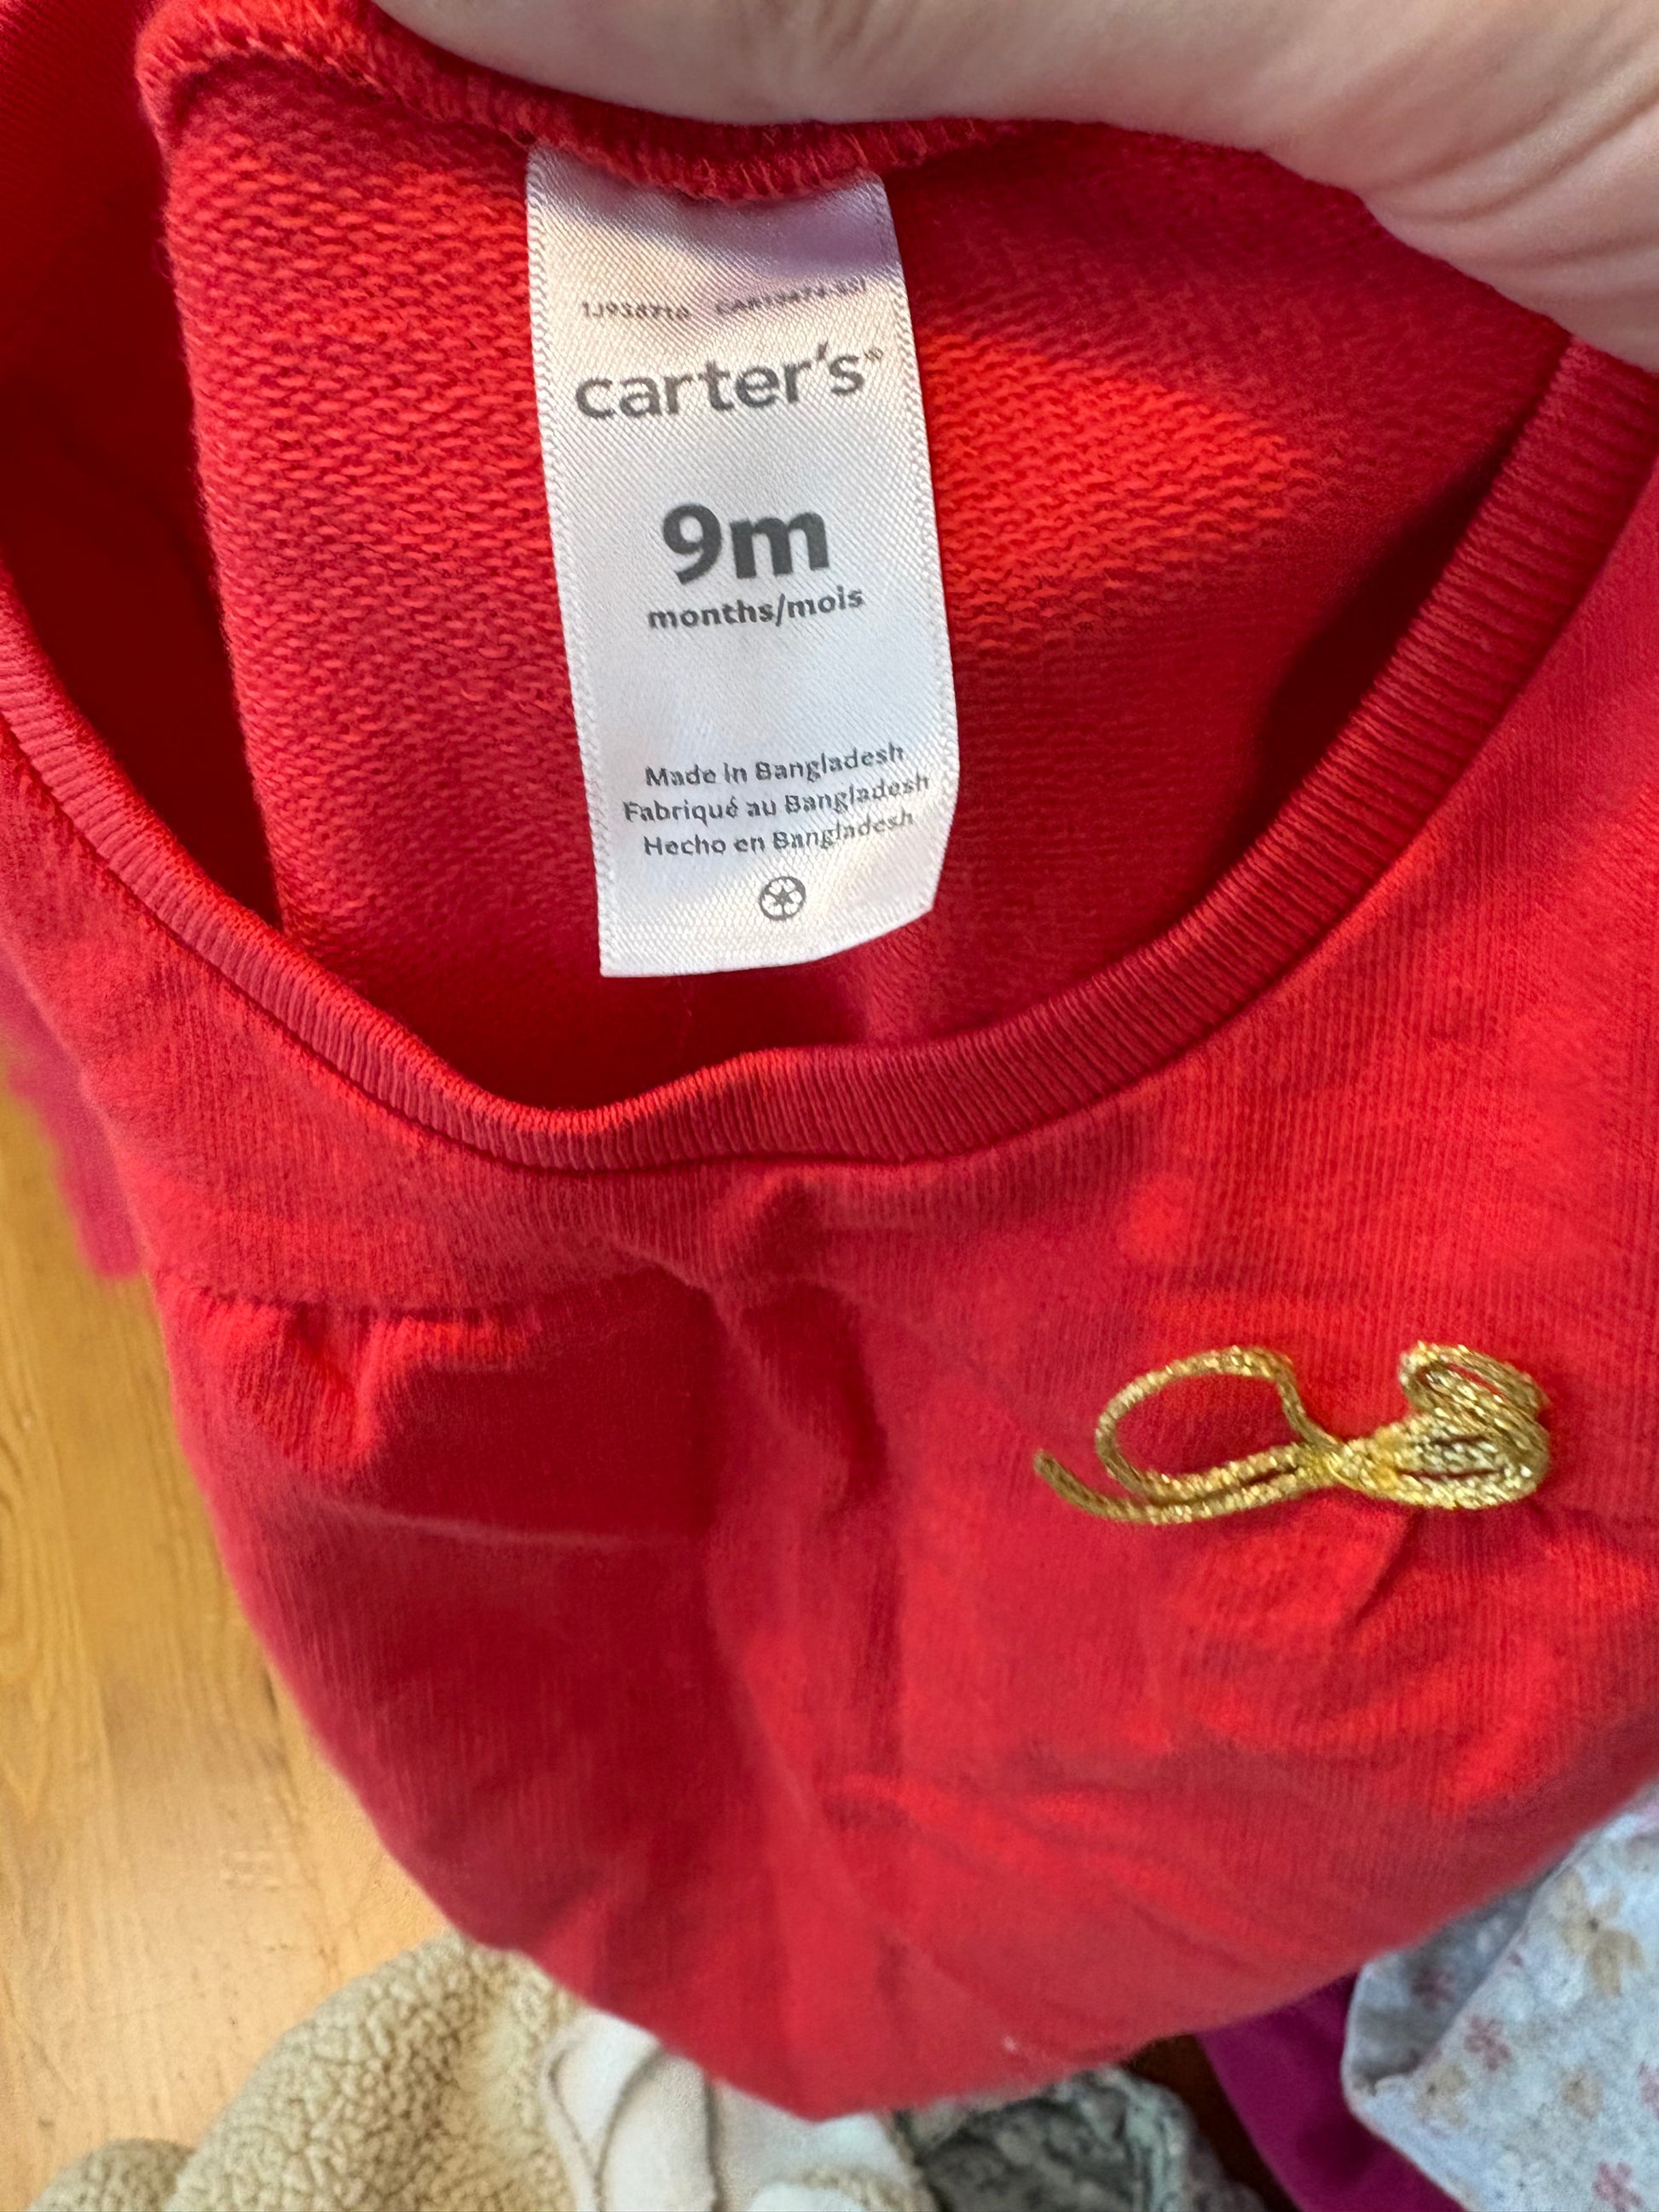 carter's®
9m
months/mois
Made in Bangladesh
Fabriqué au Bangladesh
Hecho en Bangladesh